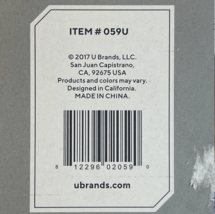 ITEM # 059U
© 2017 U Brands, LLC.
San Juan Capistrano,
CA, 92675 USA
Products and colors may vary.
Designed in California.
MADE IN CHINA.
8 12296 02059 0
ubrands.com